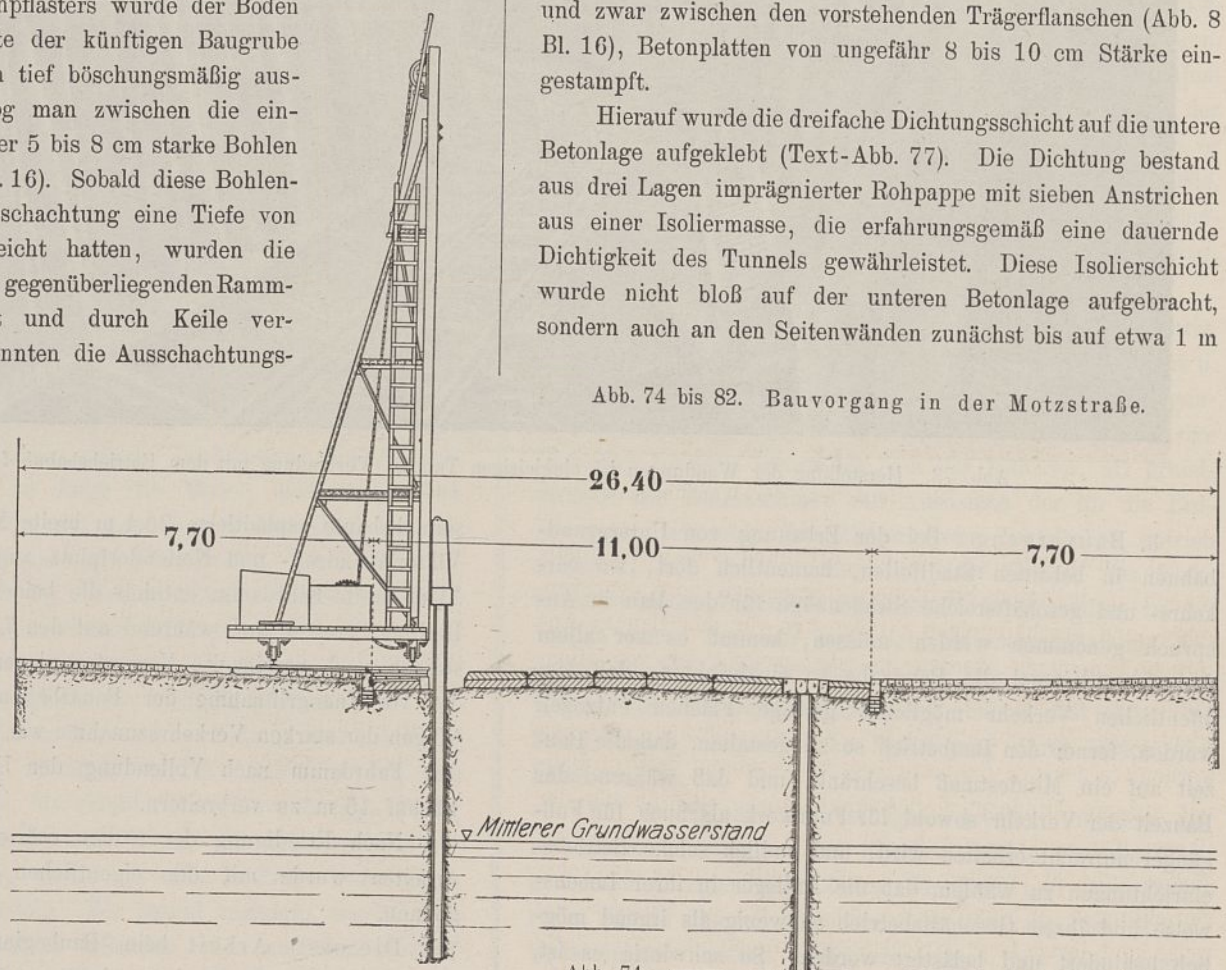 npflasters wurde der Boden
te der künftigen Baugrube
n tief böschungsmäßig aus-
og man zwischen die ein-
er 5 bis 8 cm starke Bohlen
. 16). Sobald diese Bohlen-
schachtung eine Tiefe von
eicht hatten, wurden die
gegenüberliegenden Ramm-
und durch Keile ver-
nnten die Ausschachtungs-
und zwar zwischen den vorstehenden Trägerflanschen (Abb. 8
Bl. 16), Betonplatten von ungefähr 8 bis 10 cm Stärke ein-
gestampft.
Hierauf wurde die dreifache Dichtungsschicht auf die untere
Betonlage aufgeklebt (Text-Abb. 77). Die Dichtung bestand
aus drei Lagen imprägnierter Rohpappe mit sieben Anstrichen
aus einer Isoliermasse, die erfahrungsgemäß eine dauernde
Dichtigkeit des Tunnels gewährleistet. Diese Isolierschicht
wurde nicht bloß auf der unteren Betonlage aufgebracht,
sondern auch an den Seitenwänden zunächst bis auf etwa 1 m
Abb. 74 bis 82. Bauvorgang in der Motzstraße.
26,40
7,70
11,00
7,70
Mittlerer Grundwasserstand
Abb. 74.